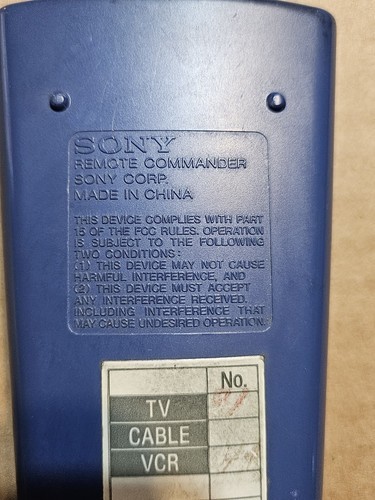 SONY
REMOTE COMMANDER
SONY CORP.
MADE IN CHINA
THIS DEVICE COMPLIES WITH PART
15 OF THE FCC RULES. OPERATION
IS SUBJECT TO THE FOLLOWING
TWO CONDITIONS:
(1) THIS DEVICE MAY NOT CAUSE
HARMFUL INTERFERENCE, AND
(2) THIS DEVICE MUST ACCEPT
ANY INTERFERENCE RECEIVED,
INCLUDING INTERFERENCE THAT
MAY CAUSE UNDESIRED OPERATION.
No.
TV
CABLE
VCR